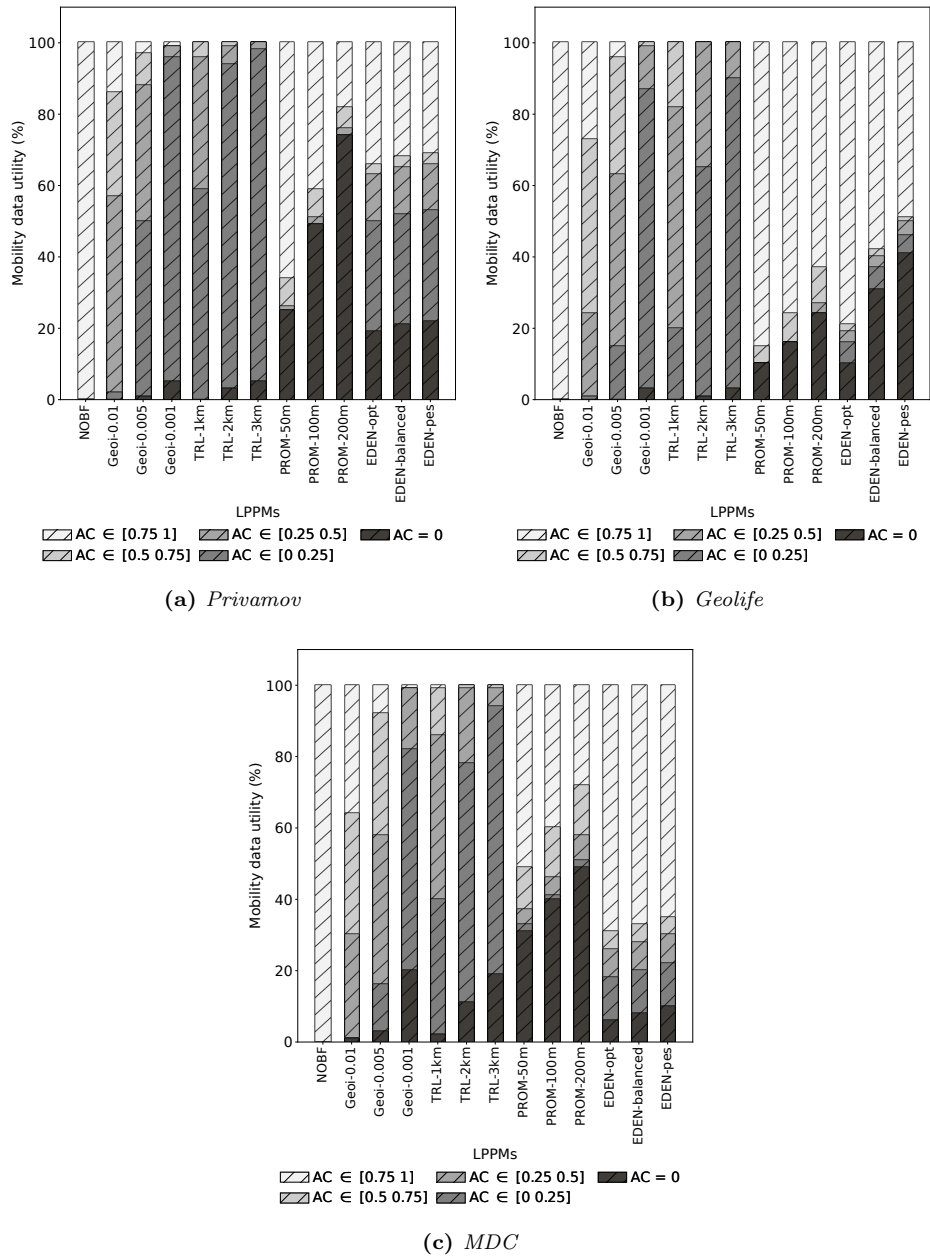 100
80
60
40
20
0
Mobility data utility (%)
NOBF
Geoi-0.01
Geoi-0.005
Geoi-0.001
TRL-1km
TRL-2km
TRL-3km
PROM-50m
PROM-100m
PROM-200m
EDEN-opt
EDEN-balanced
EDEN-pes
LPPMs
AC ∈ [0.75 1] AC ∈ [0.25 0.5] AC = 0
AC ∈ [0.5 0.75] AC ∈ [0 0.25]
(a) Privamov
100
80
60
40
20
0
Mobility data utility (%)
NOBF
Geoi-0.01
Geoi-0.005
Geoi-0.001
TRL-1km
TRL-2km
TRL-3km
PROM-50m
PROM-100m
PROM-200m
EDEN-opt
EDEN-balanced
EDEN-pes
LPPMs
AC ∈ [0.75 1] AC ∈ [0.25 0.5] AC = 0
AC ∈ [0.5 0.75] AC ∈ [0 0.25]
(b) Geolife
100
80
60
40
20
0
Mobility data utility (%)
NOBF
Geoi-0.01
Geoi-0.005
Geoi-0.001
TRL-1km
TRL-2km
TRL-3km
PROM-50m
PROM-100m
PROM-200m
EDEN-opt
EDEN-balanced
EDEN-pes
LPPMs
AC ∈ [0.75 1] AC ∈ [0.25 0.5] AC = 0
AC ∈ [0.5 0.75] AC ∈ [0 0.25]
(c) MDC